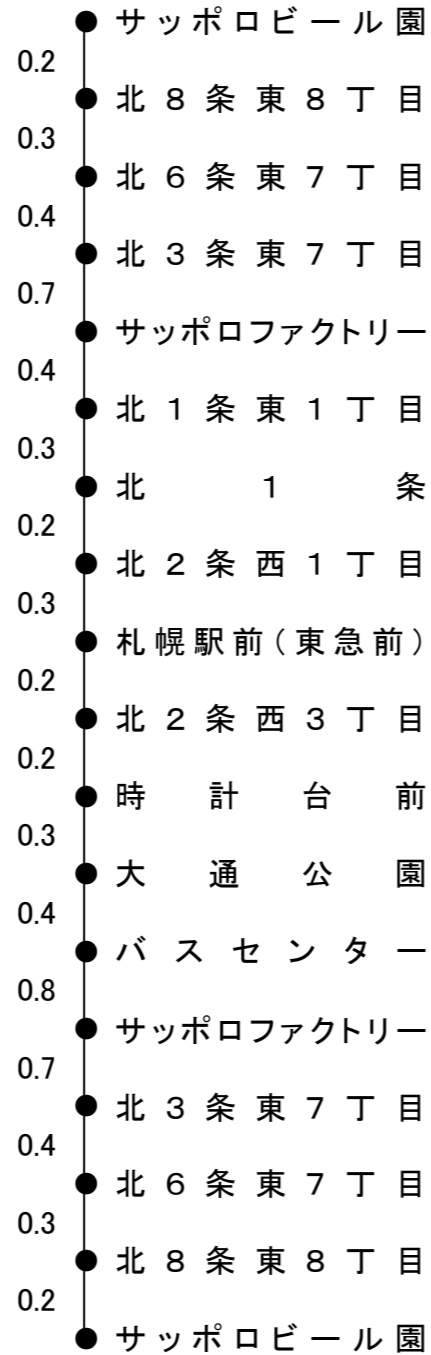 サッポロビール園
0.2
北8条東8丁目
0.3
北6条東7丁目
0.4
北3条東7丁目
0.7
サッポロファクトリー
0.4
北1条東1丁目
0.3
北1条
0.2
北2条西1丁目
0.3
札幌駅前(東急前)
0.2
北2条西3丁目
0.2
時計台前
0.3
大通公園
0.4
バスセンター
0.8
サッポロファクトリー
0.7
北3条東7丁目
0.4
北6条東7丁目
0.3
北8条東8丁目
0.2
サッポロビール園